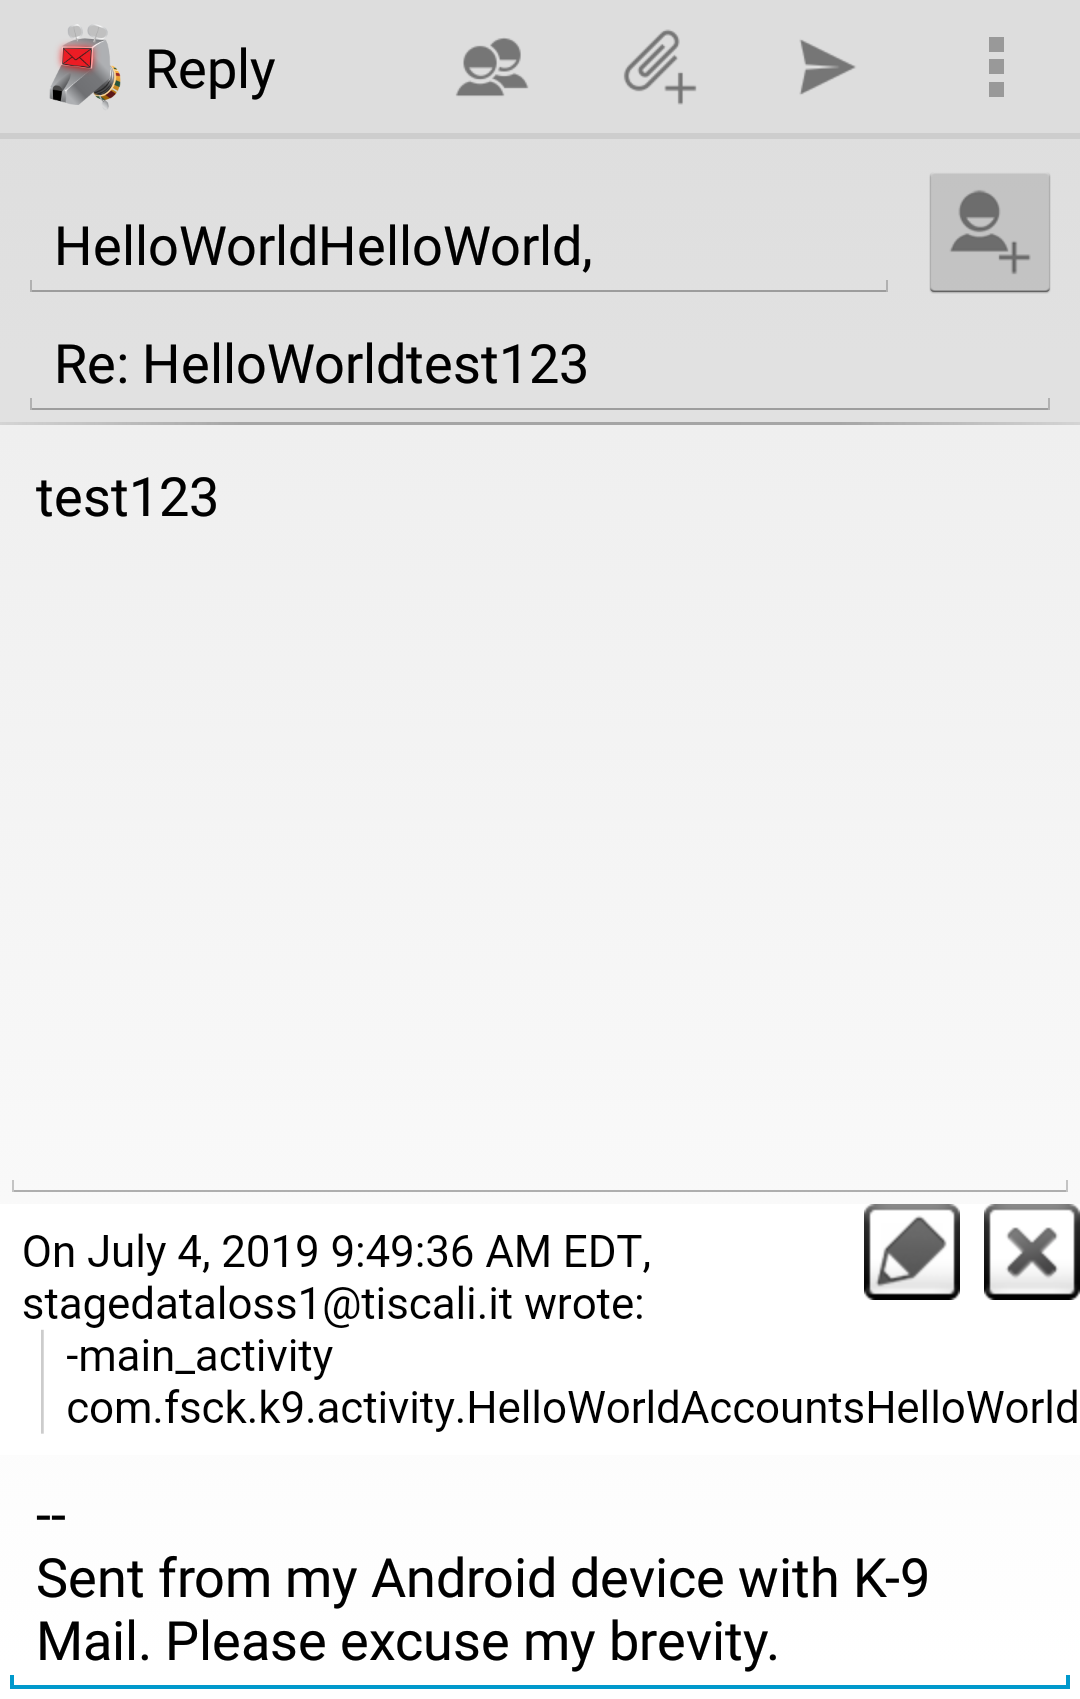 Reply
HelloWorldHelloWorld,
Re: HelloWorldtest123
test123
On July 4, 2019 9:49:36 AM EDT,
stagedataloss1@tiscali.it wrote:
-main_activity
com.fsck.k9.activity.HelloWorldAccountsHelloWorld
--
Sent from my Android device with K-9
Mail. Please excuse my brevity.